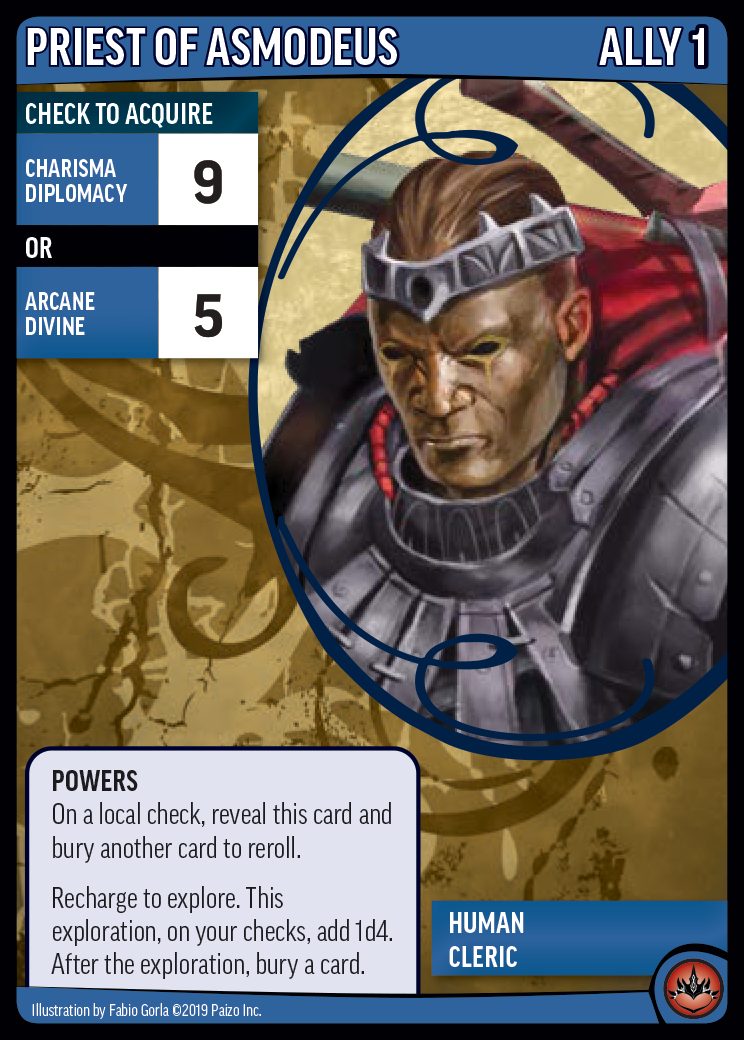 PRIEST OF ASMODEUS
ALLY 1
CHECK TO ACQUIRE
CHARISMA
DIPLOMACY
9
OR
ARCANE
DIVINE
5
POWERS
On a local check, reveal this card and
bury another card to reroll.
Recharge to explore. This
exploration, on your checks, add 1d4.
After the exploration, bury a card.
HUMAN
CLERIC
Illustration by Fabio Gorla ©2019 Paizo Inc.